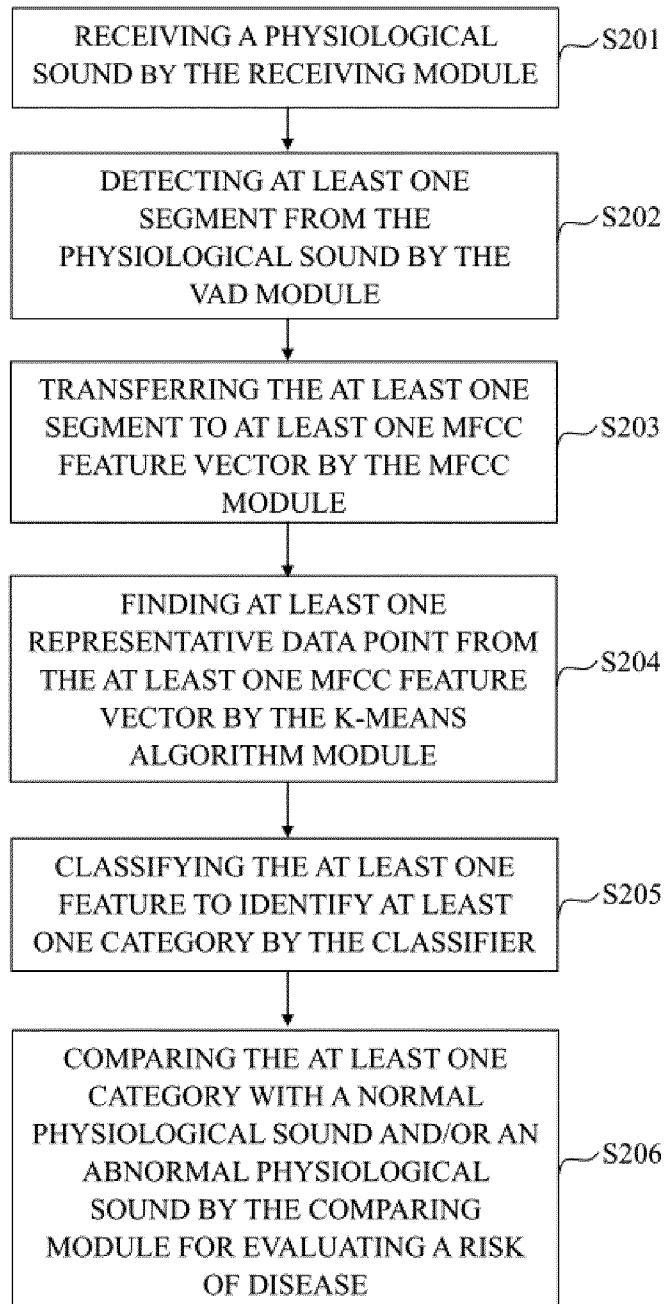 RECEIVING A PHYSIOLOGICAL
SOUND BY THE RECEIVING MODULE
S201
DETECTING AT LEAST ONE
SEGMENT FROM THE
PHYSIOLOGICAL SOUND BY THE
VAD MODULE
S202
TRANSFERRING THE AT LEAST ONE
SEGMENT TO AT LEAST ONE MFCC
FEATURE VECTOR BY THE MFCC
MODULE
S203
FINDING AT LEAST ONE
REPRESENTATIVE DATA POINT FROM
THE AT LEAST ONE MFCC FEATURE
VECTOR BY THE K-MEANS
ALGORITHM MODULE
S204
CLASSIFYING THE AT LEAST ONE
FEATURE TO IDENTIFY AT LEAST
ONE CATEGORY BY THE CLASSIFIER
S205
COMPARING THE AT LEAST ONE
CATEGORY WITH A NORMAL
PHYSIOLOGICAL SOUND AND/OR AN
ABNORMAL PHYSIOLOGICAL
SOUND BY THE COMPARING
MODULE FOR EVALUATING A RISK
OF DISEASE
S206